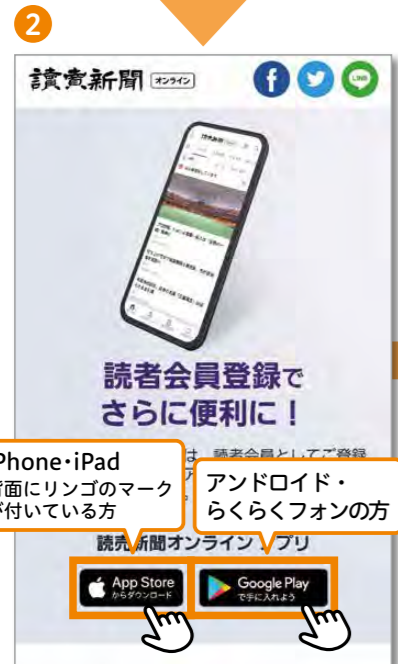 2
讀賣新聞 オンライン
f LINE
読者会員登録で
さらに便利に！
は、読者会員としてご登録
Phone・iPad
背面にリンゴのマーク
が付いている方
アンドロイド・
らくらくフォンの方
読売新聞オンライン アプリ
App Store
からダウンロード
Google Play
で手に入れよう